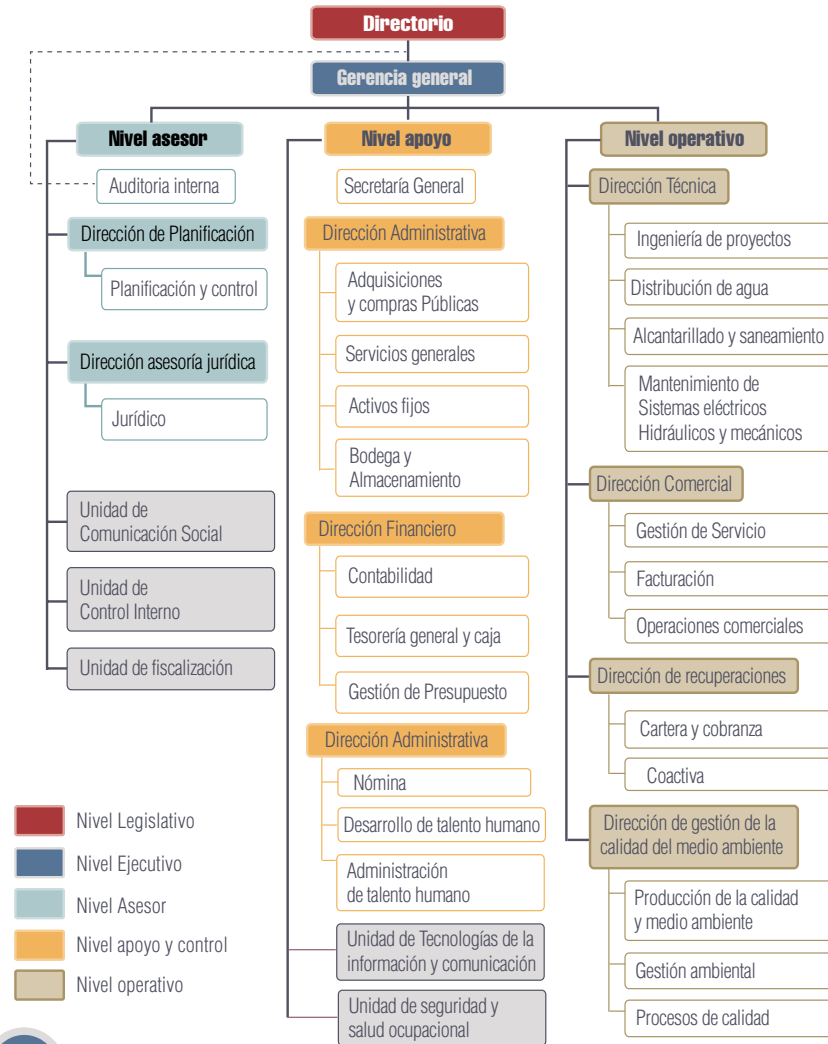 Directorio
Gerencia general
Nivel asesor
Auditoria interna
Dirección de Planificación
Planificación y control
Dirección asesoría jurídica
Jurídico
Unidad de
Comunicación Social
Unidad de
Control Interno
Unidad de fiscalización
Nivel apoyo
Secretaría General
Dirección Administrativa
Adquisiciones
y compras Públicas
Servicios generales
Activos fijos
Bodega y
Almacenamiento
Dirección Financiero
Contabilidad
Tesorería general y caja
Gestión de Presupuesto
Dirección Administrativa
Nómina
Desarrollo de talento humano
Administración
de talento humano
Unidad de Tecnologías de la
información y comunicación
Unidad de seguridad y
salud ocupacional
Nivel operativo
Dirección Técnica
Ingeniería de proyectos
Distribución de agua
Alcantarillado y saneamiento
Mantenimiento de
Sistemas eléctricos
Hidráulicos y mecánicos
Dirección Comercial
Gestión de Servicio
Facturación
Operaciones comerciales
Dirección de recuperaciones
Cartera y cobranza
Coactiva
Dirección de gestión de la
calidad del medio ambiente
Producción de la calidad
y medio ambiente
Gestión ambiental
Procesos de calidad
Nivel Legislativo
Nivel Ejecutivo
Nivel Asesor
Nivel apoyo y control
Nivel operativo